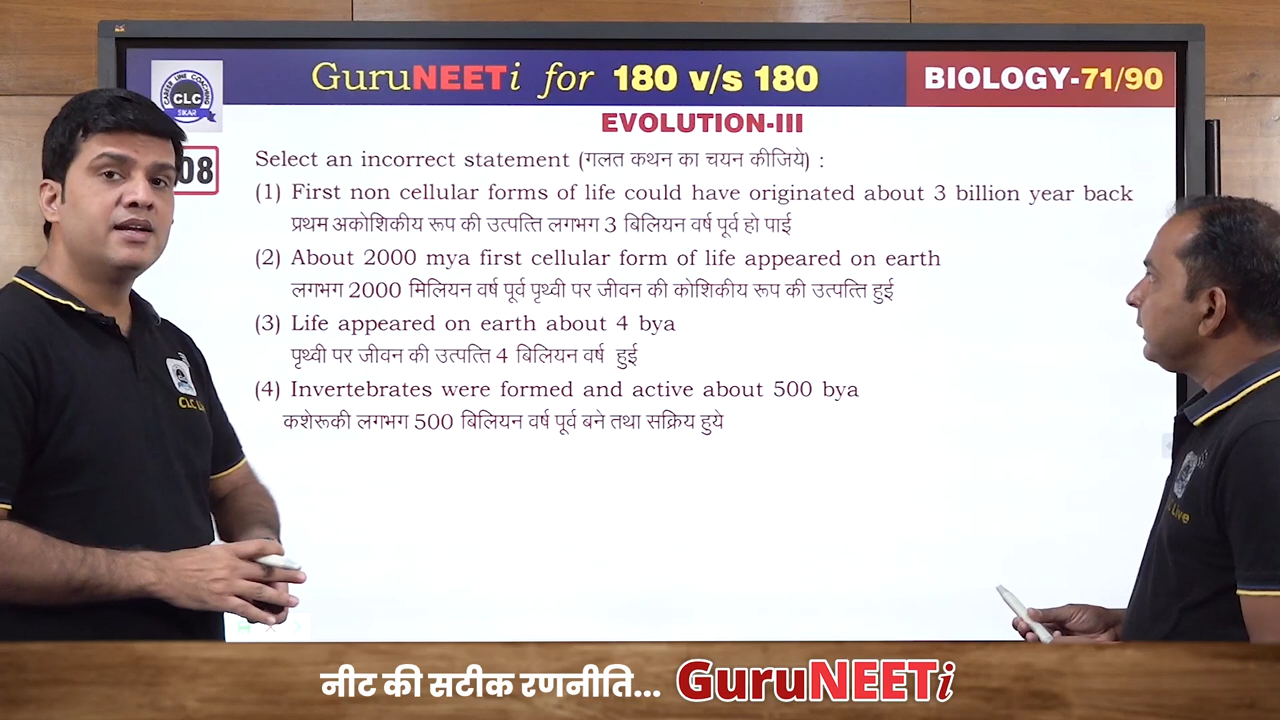 GuruNEETi for 180 v/s 180
BIOLOGY-71/90
CAREER LINE COACHING
CLC
SIKAR
EVOLUTION-III
08
Select an incorrect statement (गलत कथन का चयन कीजिये) :
(1) First non cellular forms of life could have originated about 3 billion year back
प्रथम अकोशिकीय रूप की उत्पत्ति लगभग 3 बिलियन वर्ष पूर्व हो पाई
(2) About 2000 mya first cellular form of life appeared on earth
लगभग 2000 मिलियन वर्ष पूर्व पृथ्वी पर जीवन की कोशिकीय रूप की उत्पत्ति हुई
(3) Life appeared on earth about 4 bya
पृथ्वी पर जीवन की उत्पत्ति 4 बिलियन वर्ष हुई
(4) Invertebrates were formed and active about 500 bya
कशेरूकी लगभग 500 बिलियन वर्ष पूर्व बने तथा सक्रिय हुये
नीट की सटीक रणनीति... GuruNEETi